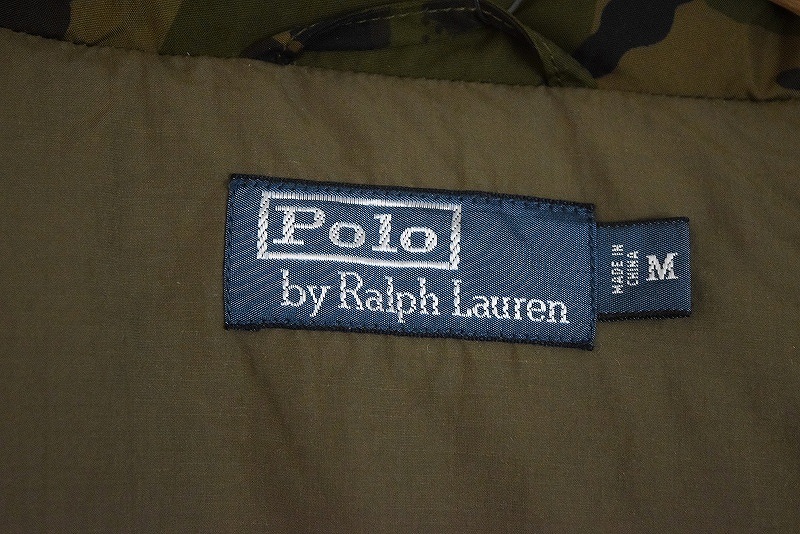 Polo
by Ralph Lauren
MADE IN
CHINA
M